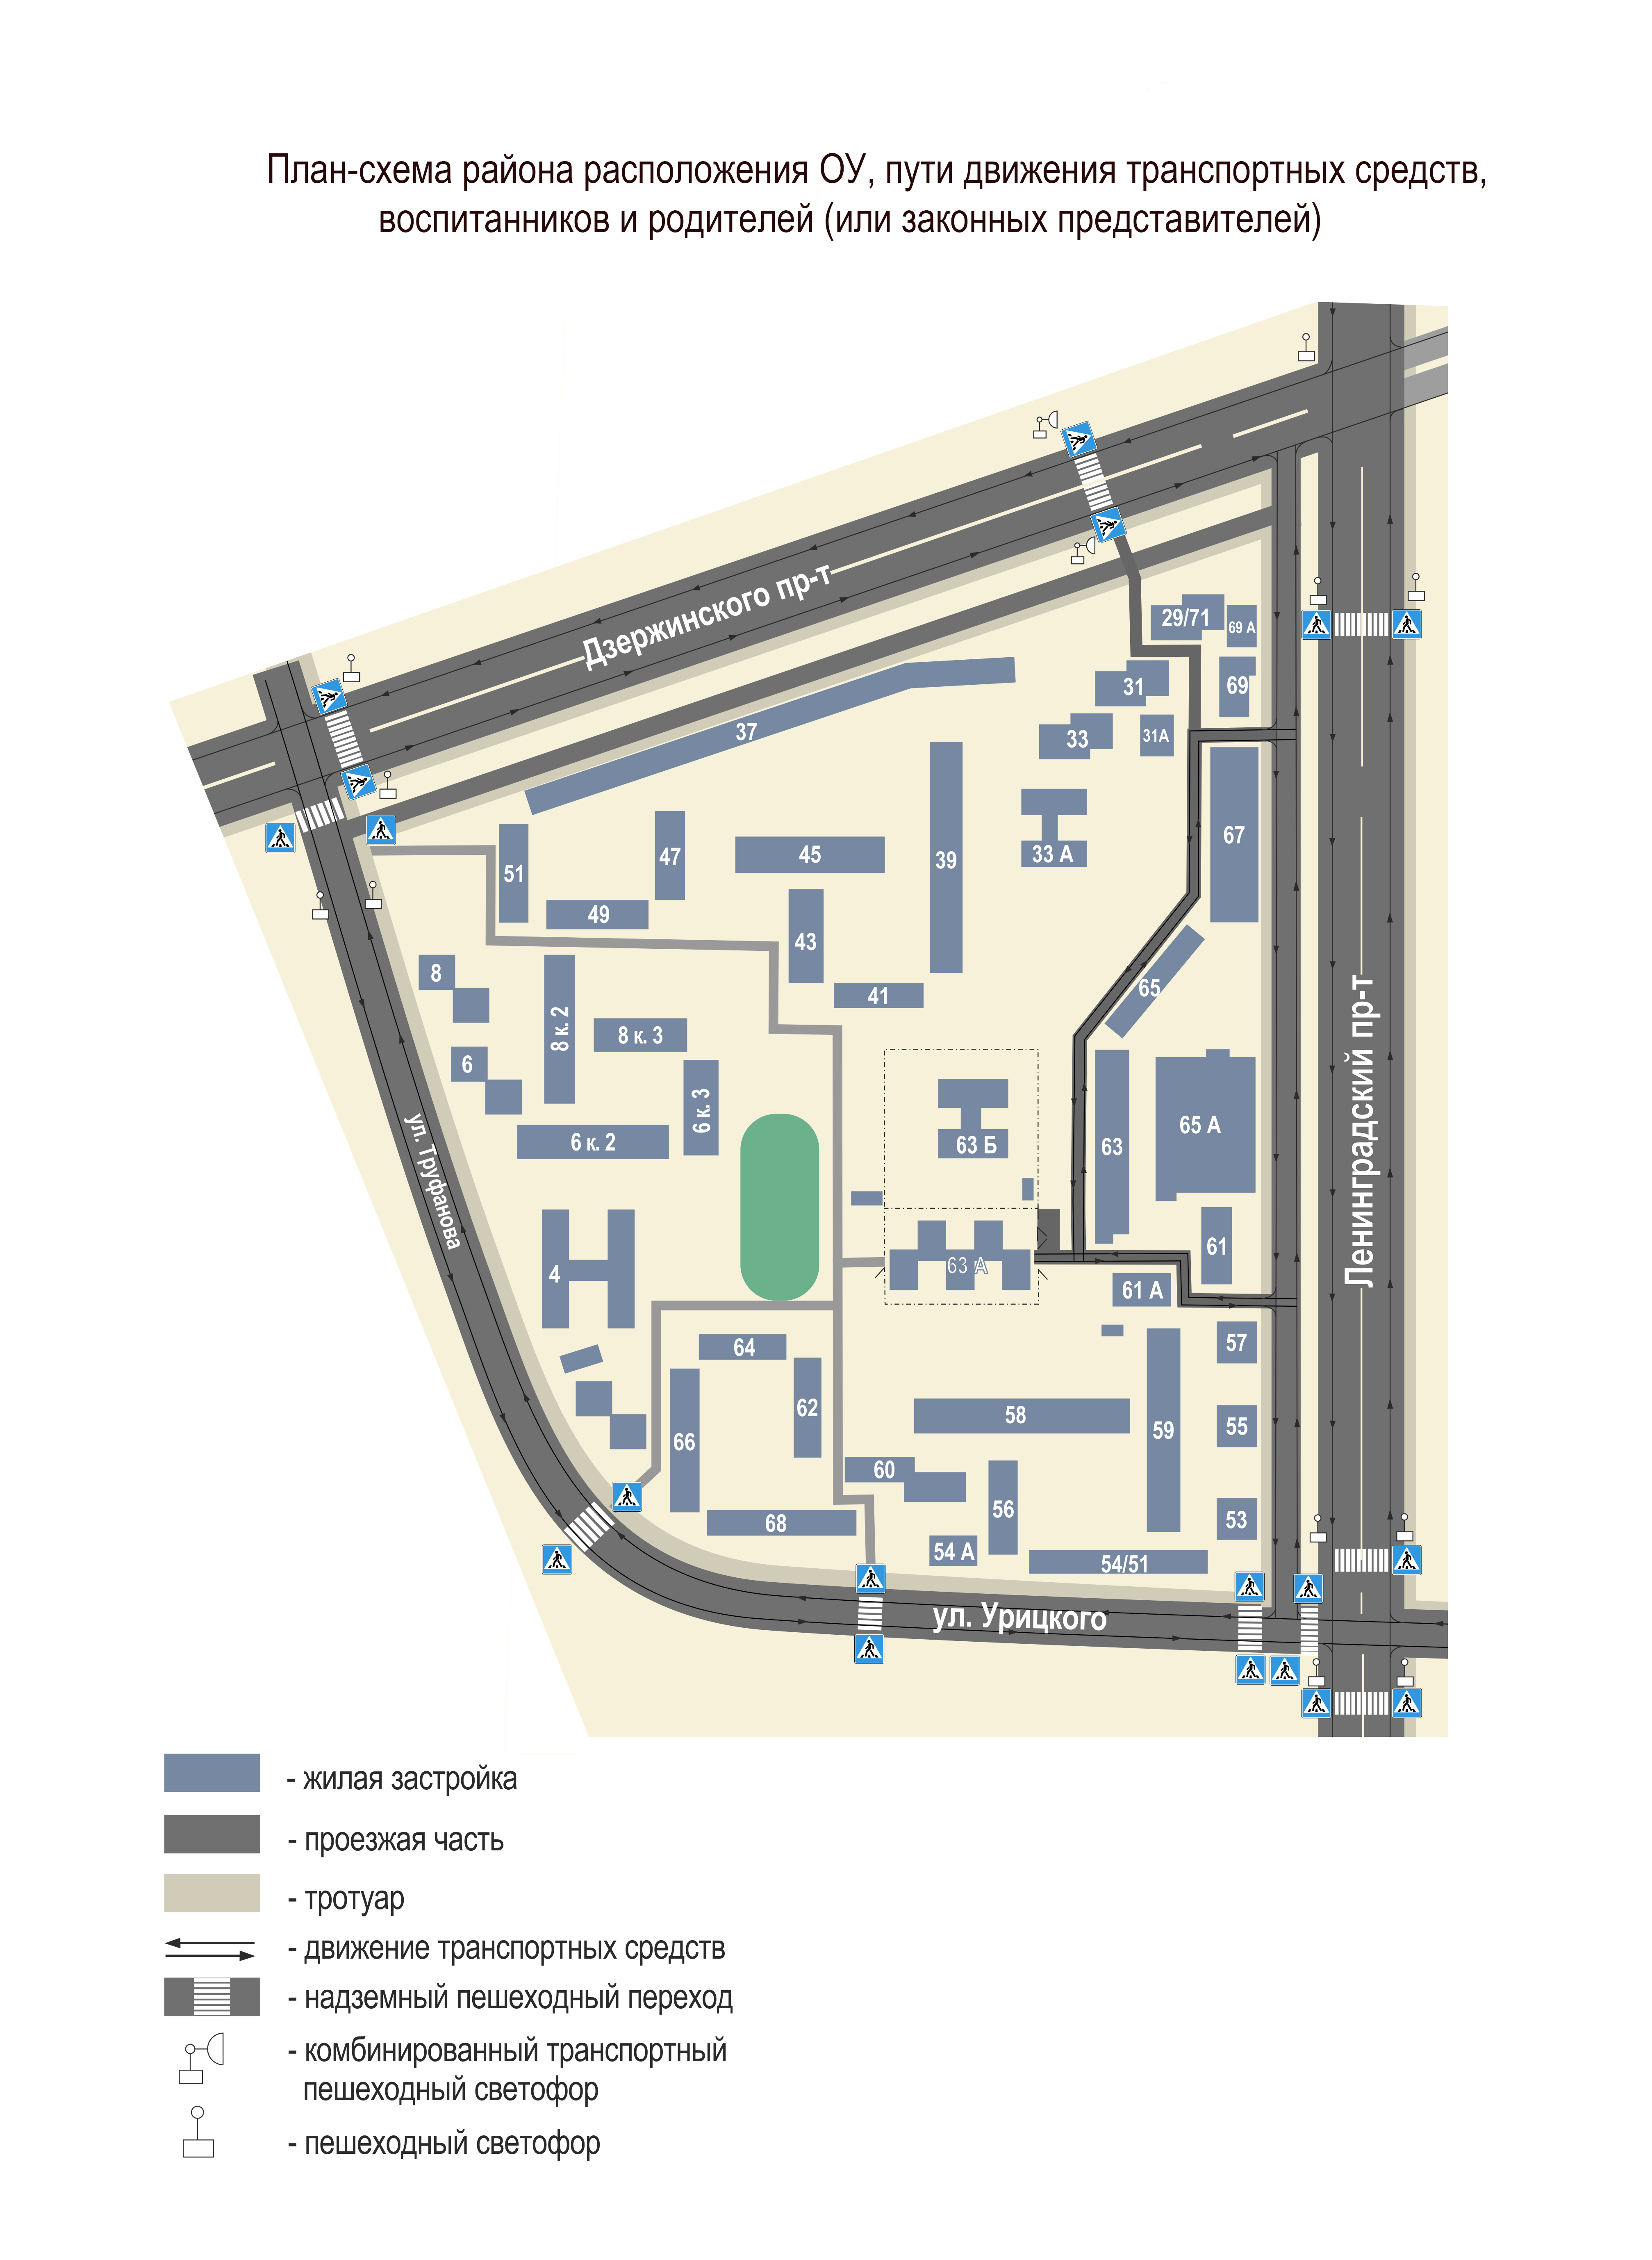 План-схема района расположения ОУ, пути движения транспортных средств,
воспитанников и родителей (или законных представителей)
Дзержинского пр-т
29/71
69 А
31
69
33
31А
37
67
51
47
45
39
33 А
49
43
8
41
65
8 к. 2
8 к. 3
6
6 к. 3
6 к. 2
63 Б
63
65 А
Ленинградский пр-т
ул. Труфанова
4
63 А
61
61 А
64
57
62
66
58
59
55
60
56
53
68
54 А
54/51
ул. Урицкого
- жилая застройка
- проезжая часть
- тротуар
- движение транспортных средств
- надземный пешеходный переход
- комбинированный транспортный
пешеходный светофор
- пешеходный светофор